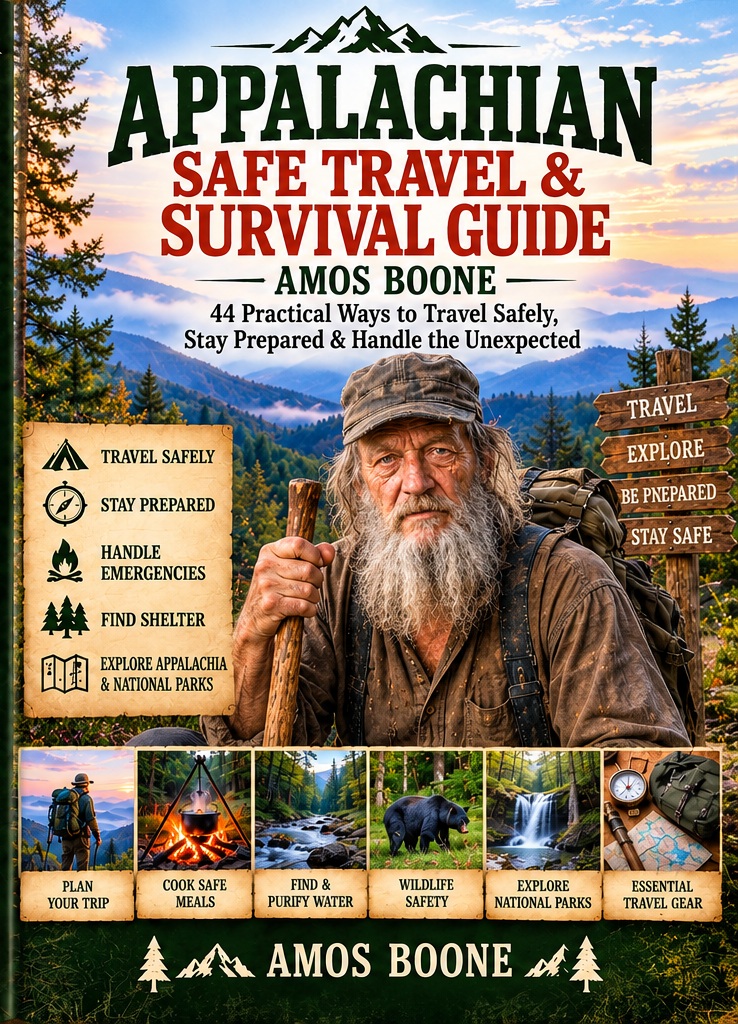 APPALACHIAN
SAFE TRAVEL &
SURVIVAL GUIDE
AMOS BOONE
44 Practical Ways to Travel Safely,
Stay Prepared & Handle the Unexpected
TRAVEL SAFELY
STAY PREPARED
HANDLE
EMERGENCIES
FIND SHELTER
EXPLORE APPALACHIA
& NATIONAL PARKS
TRAVEL
EXPLORE
BE PNEPARED
STAY SAFE
PLAN
YOUR TRIP
COOK SAFE
MEALS
FIND &
PURIFY WATER
WILDLIFE
SAFETY
EXPLORE
NATIONAL PARKS
ESSENTIAL
TRAVEL GEAR
AMOS BOONE